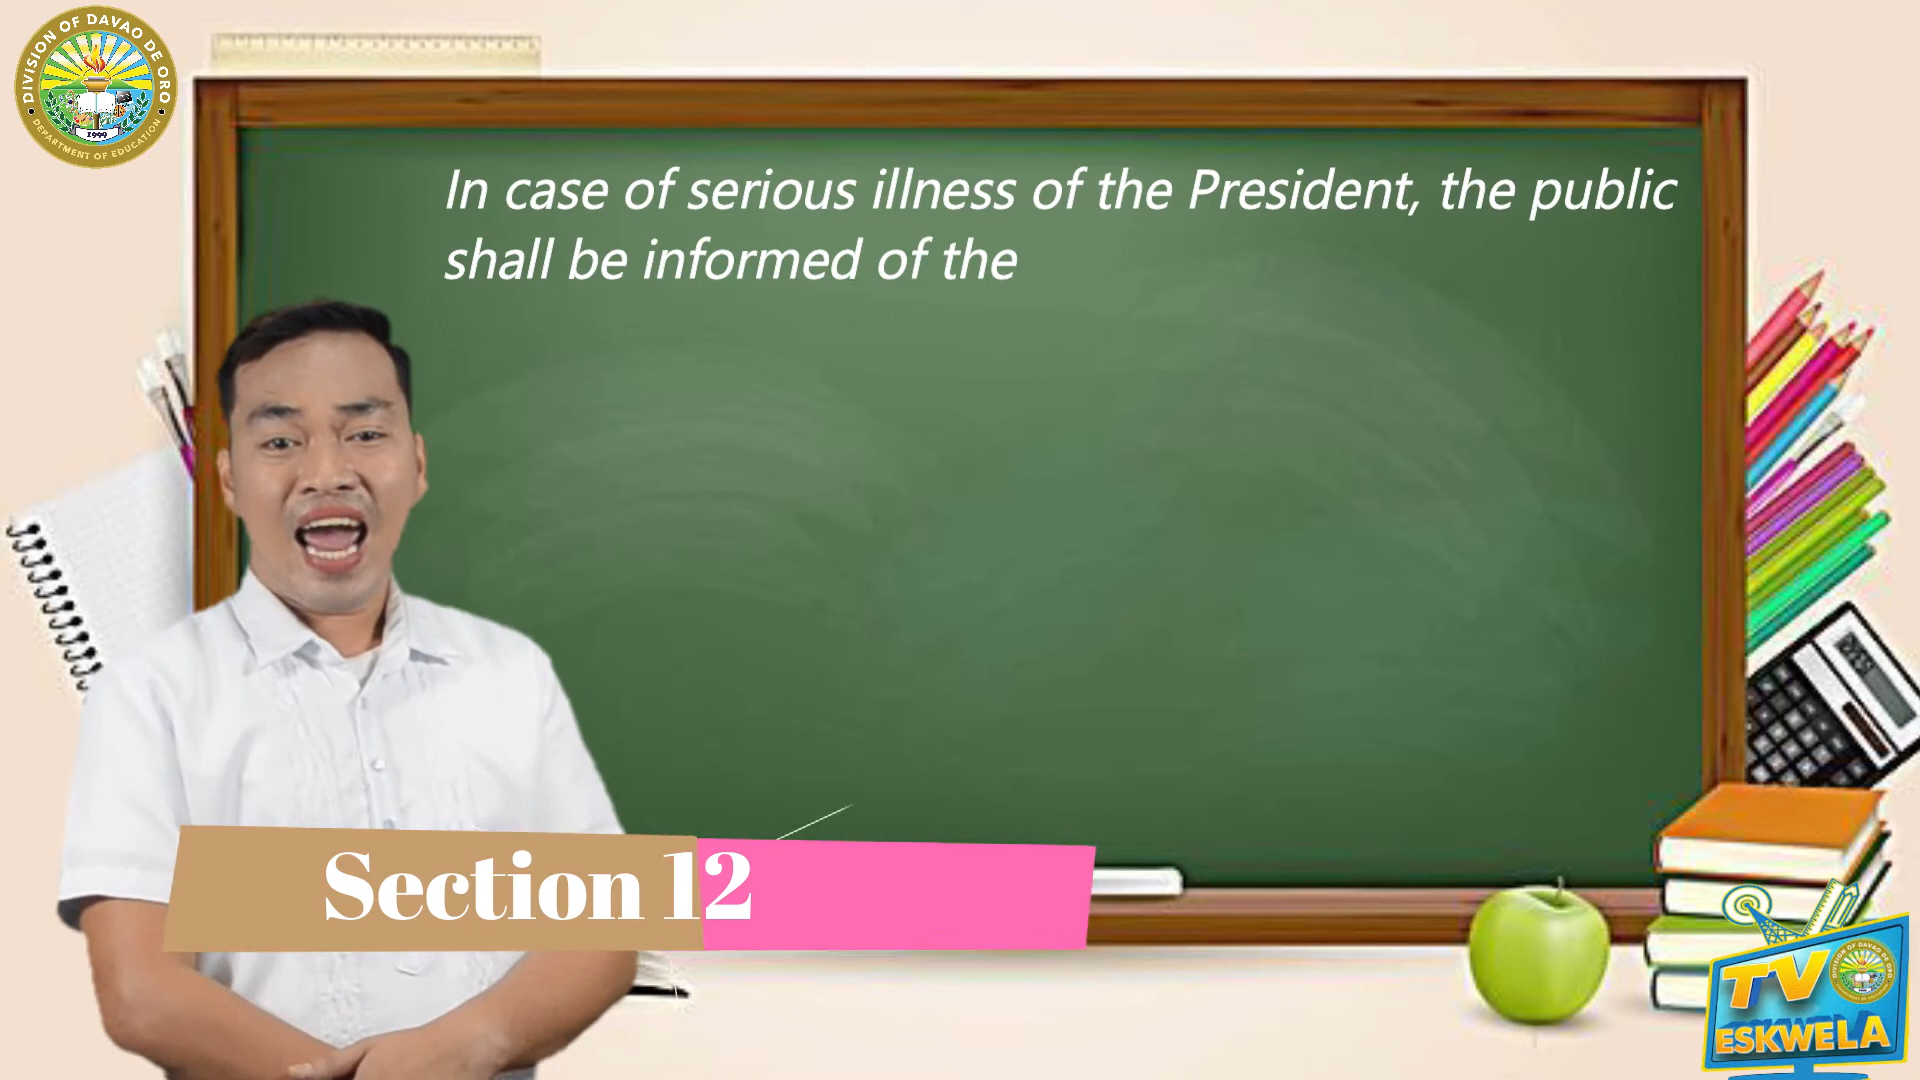 DIVISION OF DAVAO DE ORO
1999
DEPARTMENT OF EDUCATION
In case of serious illness of the President, the public
shall be informed of the
Section 12
TV
ESKWELA